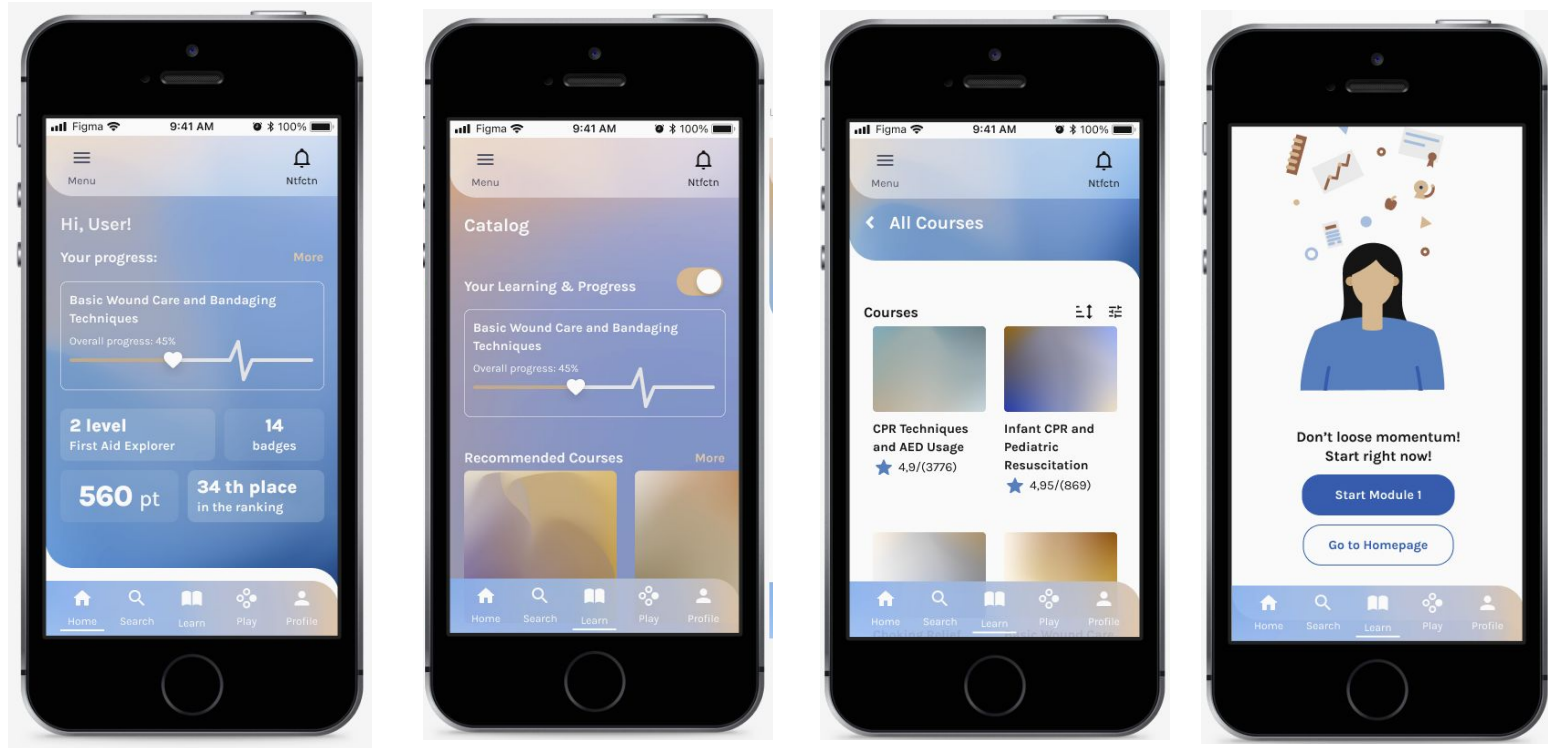 Figma 9:41 AM 100%
Menu Ntfctn
Hi, User!
Your progress: More
Basic Wound Care and Bandaging
Techniques
Overall progress: 45%
2 level
First Aid Explorer
14
badges
560 pt
34 th place
in the ranking
Home Search Learn Play Profile
Figma 9:41 AM 100%
Menu Ntfctn
Catalog
Your Learning & Progress
Basic Wound Care and Bandaging
Techniques
Overall progress: 45%
Recommended Courses More
Home Search Learn Play Profile
Figma 9:41 AM 100%
Menu Ntfctn
All Courses
Courses
CPR Techniques
and AED Usage
4,9/(3776)
Infant CPR and
Pediatric
Resuscitation
4,95/(869)
Home Search Learn Play Profile
Choking Relief Basic Wound Care
Don't loose momentum!
Start right now!
Start Module 1
Go to Homepage
Home Search Learn Play Profile